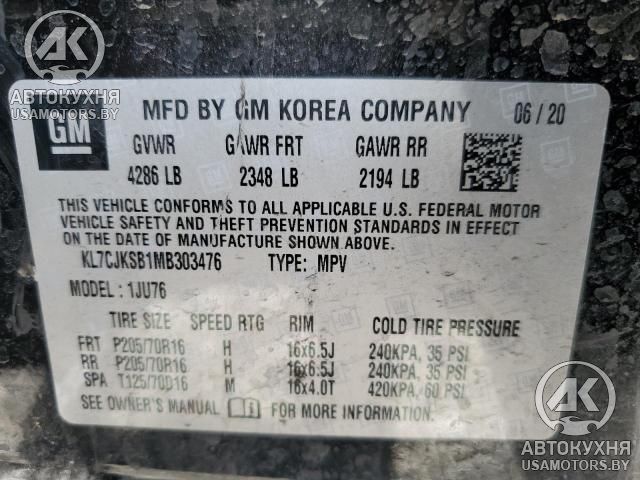 АК
АВТОКУХНЯ
USAMOTORS.BY
GM
MFD BY GM KOREA COMPANY 06/20
GVWR GAWR FRT GAWR RR
4286 LB 2348 LB 2194 LB
THIS VEHICLE CONFORMS TO ALL APPLICABLE U.S. FEDERAL MOTOR
VEHICLE SAFETY AND THEFT PREVENTION STANDARDS IN EFFECT
ON THE DATE OF MANUFACTURE SHOWN ABOVE.
KL7CJKSB1MB303476 TYPE: MPV
MODEL: 1JU76
TIRE SIZE SPEED RTG RIM COLD TIRE PRESSURE
FRT P205/70R16 H 16x6.5J 240KPA, 35 PSI
RR P205/70R16 H 16x6.5J 240KPA, 35 PSI
SPA T125/70D16 M 16x4.0T 420KPA, 60 PSI
SEE OWNER'S MANUAL FOR MORE INFORMATION.
АК
АВТОКУХНЯ
USAMOTORS.BY